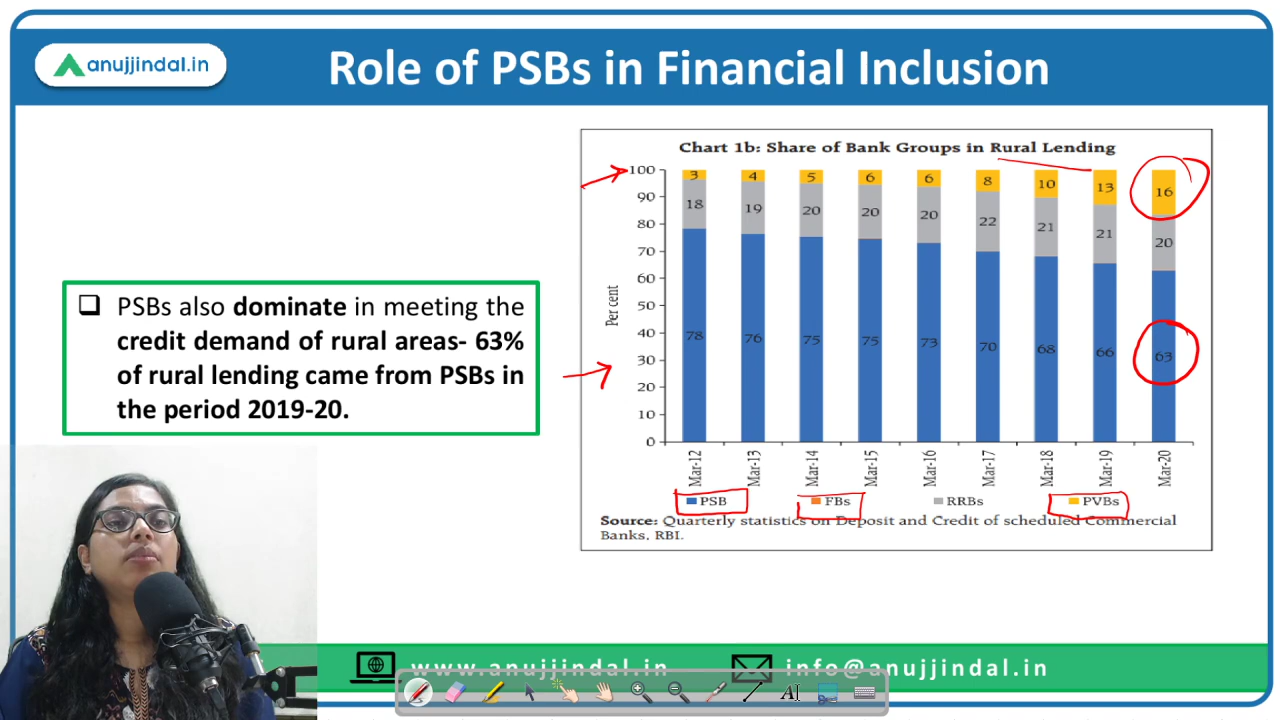 anujjindal.in
Role of PSBs in Financial Inclusion
❑ PSBs also dominate in meeting the
credit demand of rural areas- 63%
of rural lending came from PSBs in
the period 2019-20.
Chart 1b: Share of Bank Groups in Rural Lending
Per cent
100
90
80
70
60
50
40
30
20
10
0
3 4 5 6 6 8 10 13 16
18 19 20 20 20 22 21 21 20
78 76 75 75 73 70 68 66 63
Mar-12 Mar-13 Mar-14 Mar-15 Mar-16 Mar-17 Mar-18 Mar-19 Mar-20
PSB FBs RRBs PVBs
Source: Quarterly statistics on Deposit and Credit of scheduled Commercial
Banks, RBI.
www.anujjindal.in info@anujjindal.in
A